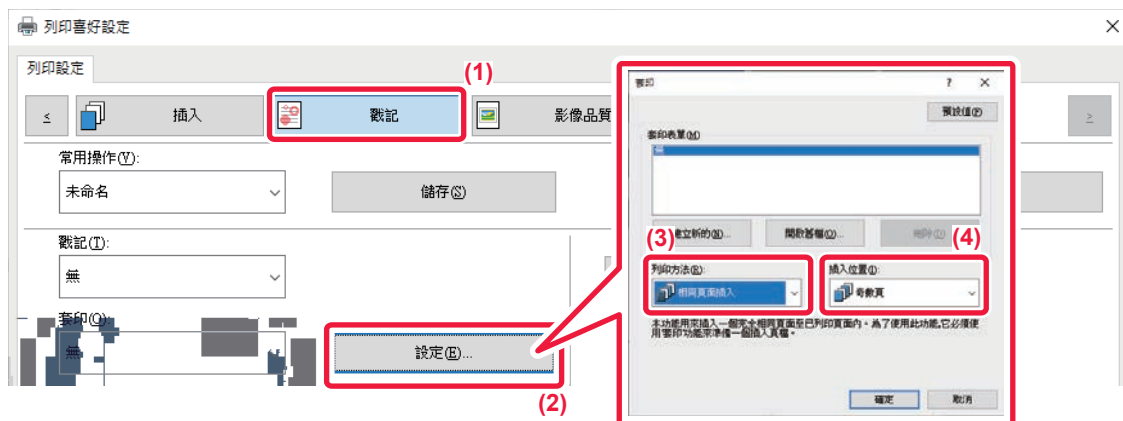 列印喜好設定
列印設定
(1)
插入
戳記
影像品質
常用操作(V):
未命名
儲存(S)
戳記(T):
無
套印(O):
無
設定(E)...
(2)
套印
預設值(F)
套印表單(M)
無
建立新的(N)...
開啟舊檔(O)...
刪除(D)
(3)
(4)
列印方法(R):
相同頁面插入
插入位置(I):
奇數頁
本功能用來插入一個完全相同頁面至已列印頁面內。為了使用此功能,它必須使
用套印功能來準備一個插入頁檔。
確定
取消